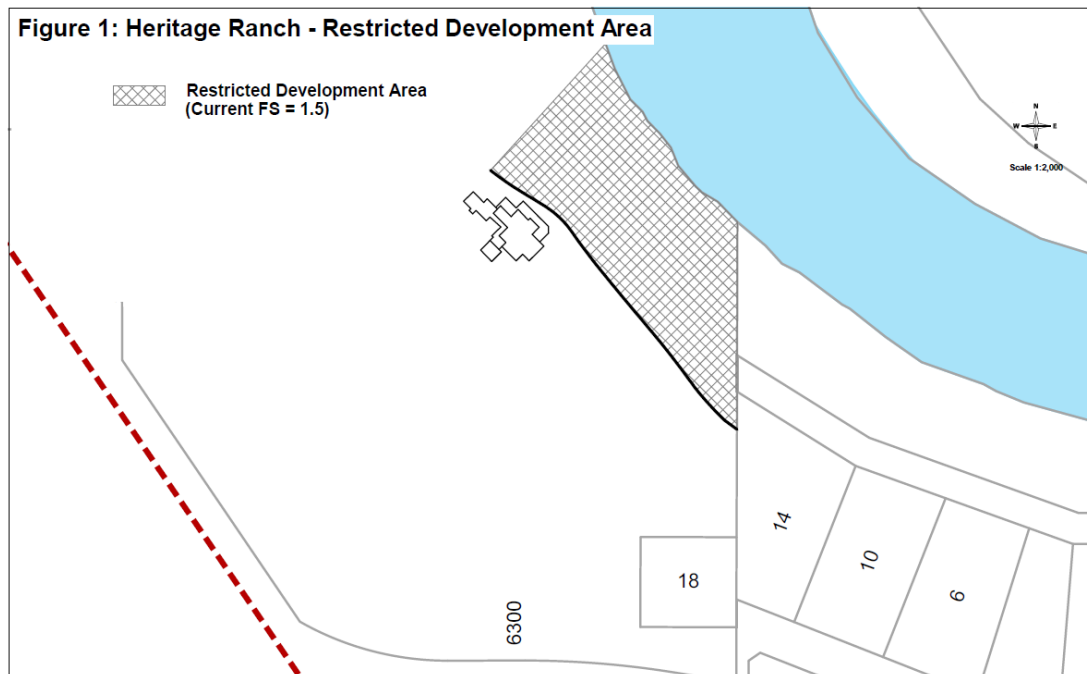 Figure 1: Heritage Ranch - Restricted Development Area
Restricted Development Area
(Current FS = 1.5)
N
W E
S
Scale 1:2,000
14
10
18
6
6300